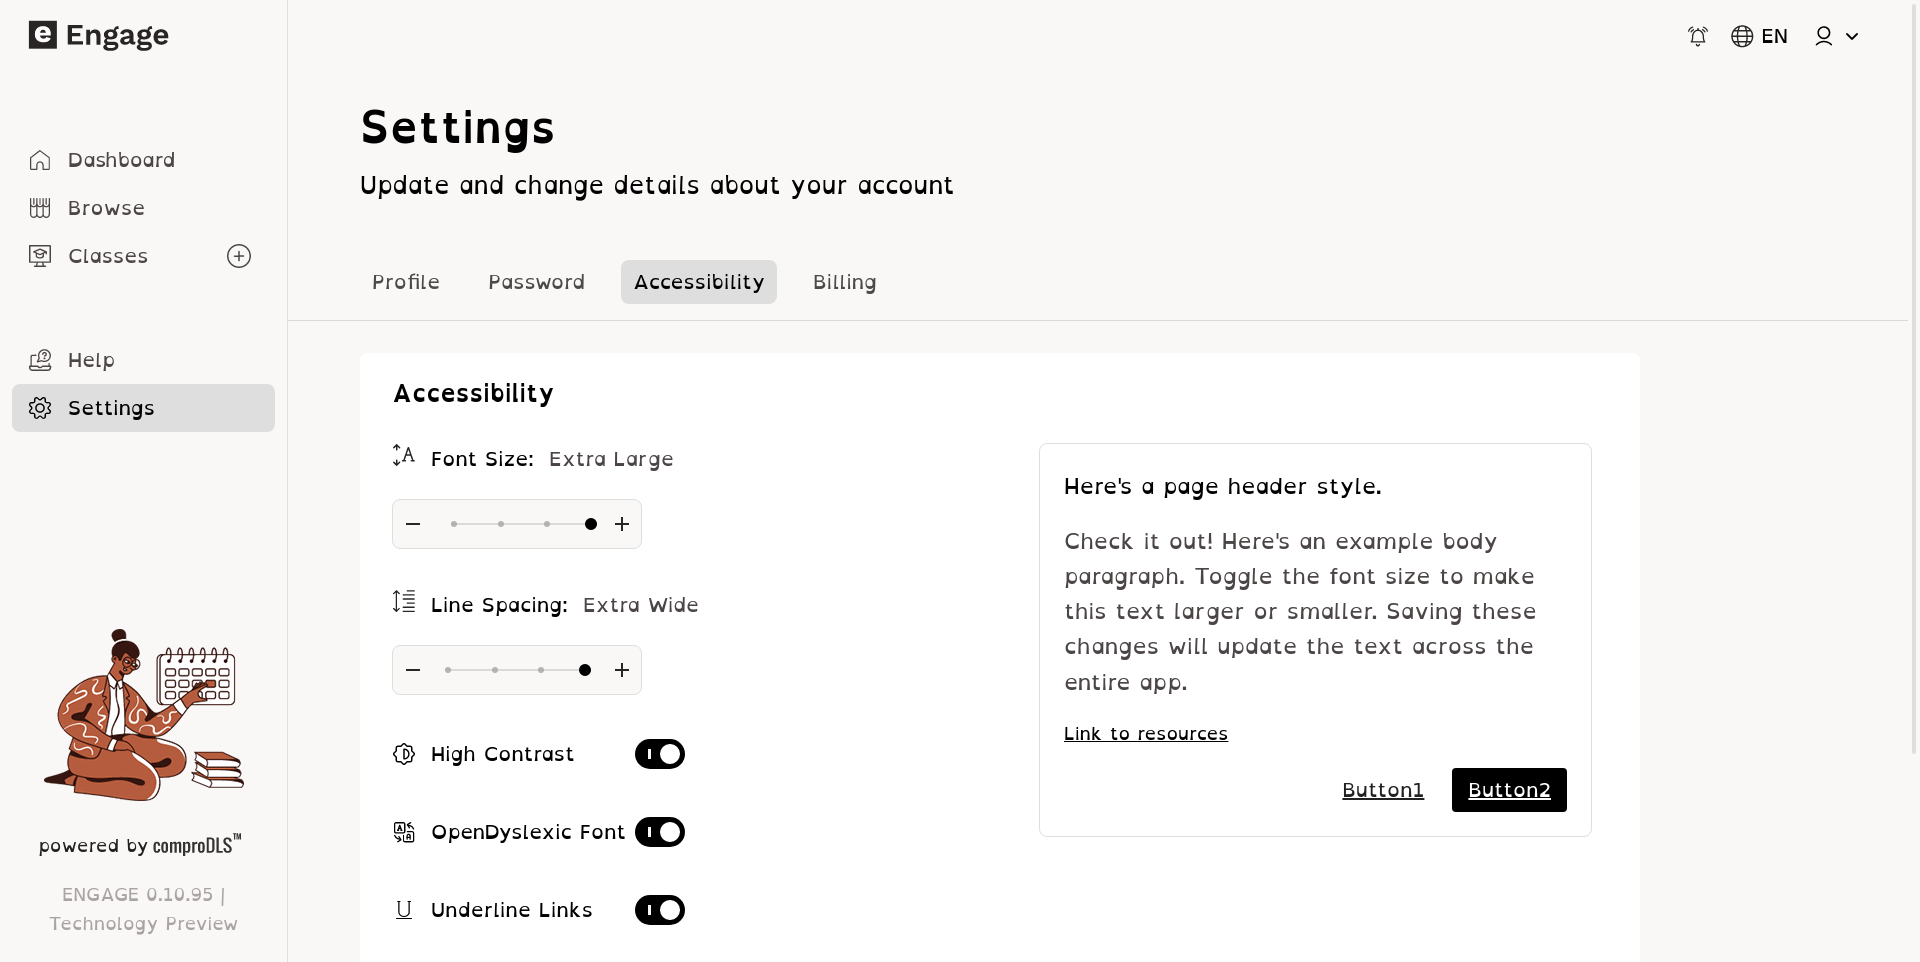 e Engage
EN
Dashboard
Browse
Classes
Help
Settings
powered by comproDLS™
ENGAGE 0.10.95 |
Technology Preview
Settings
Update and change details about your account
Profile
Password
Accessibility
Billing
Accessibility
Font Size: Extra Large
Line Spacing: Extra Wide
High Contrast
OpenDyslexic Font
Underline Links
Here's a page header style.
Check it out! Here's an example body
paragraph. Toggle the font size to make
this text larger or smaller. Saving these
changes will update the text across the
entire app.
Link to resources
Button1
Button2